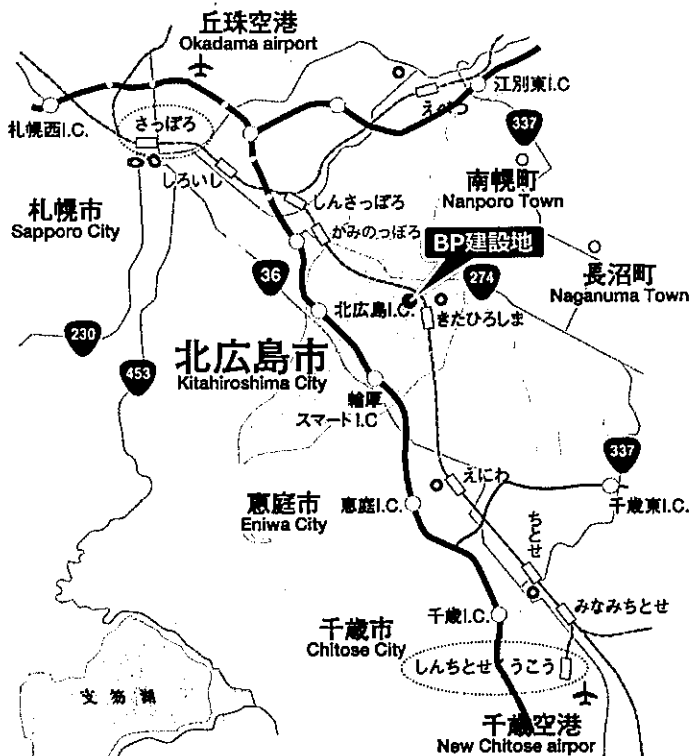 丘珠空港
Okadama airport
江別東I.C
札幌西I.C.
さっぽろ
えべつ
337
しろいし
南幌町
Nanporo Town
札幌市
Sapporo City
しんさっぽろ
かみのっぽろ
BP建設地
36
274
長沼町
Naganuma Town
北広島I.C.
きたひろしま
230
北広島市
Kitahiroshima City
453
輪厚
スマートI.C
337
えにわ
恵庭市
Eniwa City
恵庭I.C.
千歳東I.C.
ちとせ
千歳I.C.
みなみちとせ
千歳市
Chitose City
しんちとせくうこう
支笏湖
千歳空港
New Chitose airpor